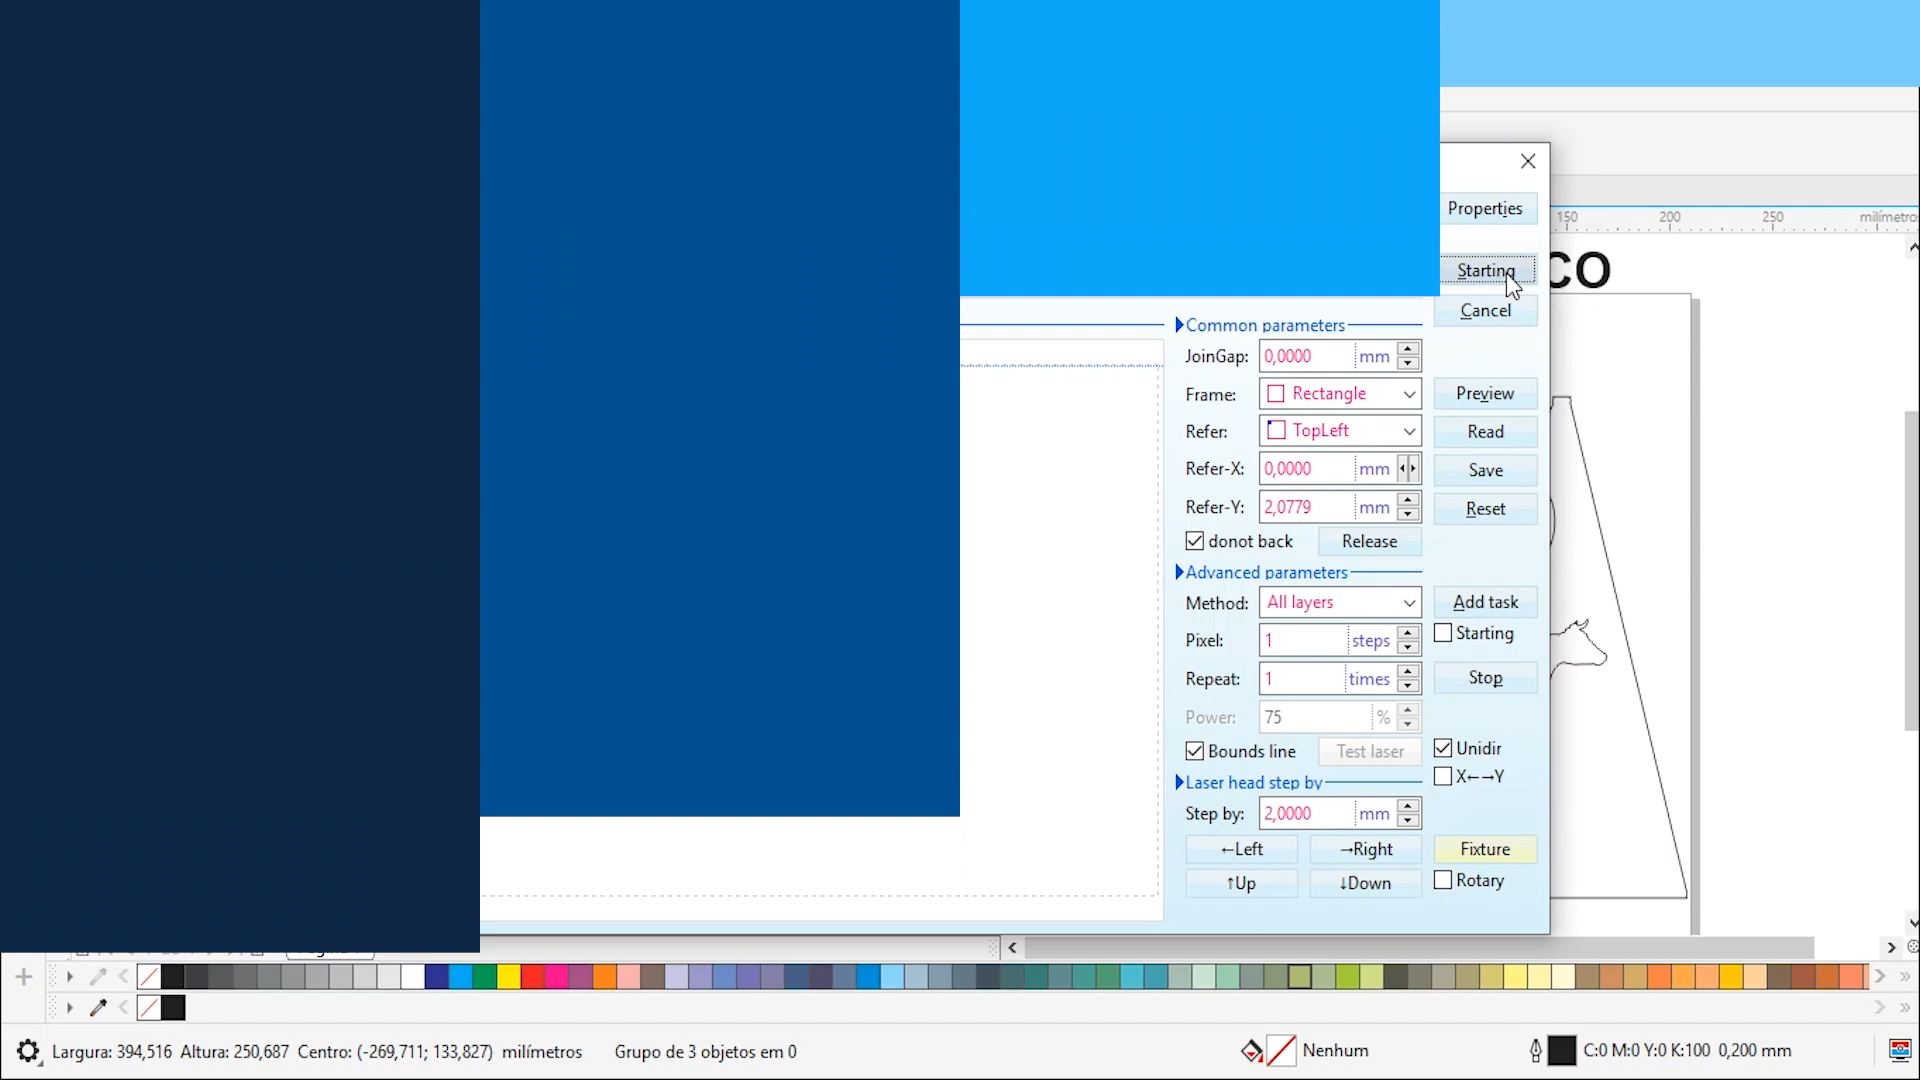 Properties
150 200 250 milímetro
Starting
CO
Cancel
Common parameters
JoinGap: 0,0000 mm
Frame: Rectangle
Preview
Refer: TopLeft
Read
Refer-X: 0,0000 mm
Save
Refer-Y: 2,0779 mm
Reset
donot back Release
Advanced parameters
Method: All layers
Add task
Pixel: 1 steps
Starting
Repeat: 1 times
Stop
Power: 75 %
Bounds line Test laser
Unidir
X←→Y
Laser head step by
Step by: 2,0000 mm
←Left →Right
Fixture
↑Up ↓Down
Rotary
Largura: 394,516 Altura: 250,687 Centro: (-269,711; 133,827) milímetros Grupo de 3 objetos em 0
Nenhum
C:0 M:0 Y:0 K:100 0,200 mm